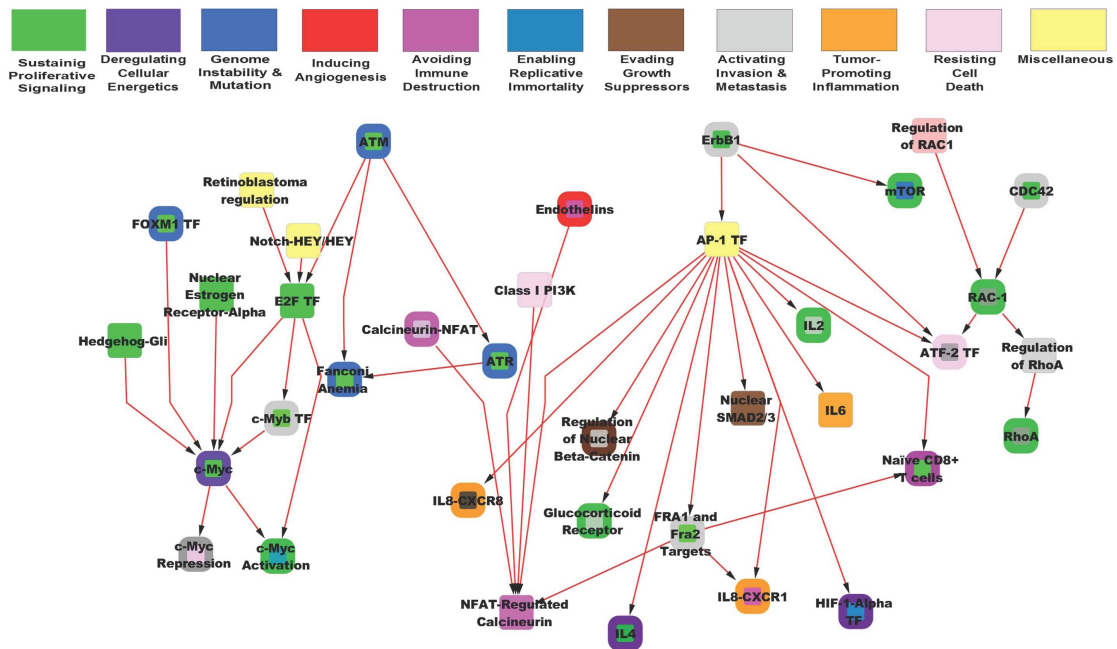 Sustainig
Proliferative
Signaling
Deregulating
Cellular
Energetics
Genome
Instability &
Mutation
Inducing
Angiogenesis
Avoiding
Immune
Destruction
Enabling
Replicative
Immortality
Evading
Growth
Suppressors
Activating
Invasion &
Metastasis
Tumor-
Promoting
Inflammation
Resisting
Cell
Death
Miscellaneous
ATM
ErbB1
Regulation
of RAC1
Retinoblastoma
regulation
mTOR
CDC42
FOXM1 TF
Endothelins
Notch-HEY/HEY
AP-1 TF
Nuclear
Estrogen
Receptor-Alpha
E2F TF
Class I PI3K
RAC-1
Hedgehog-Gli
Calcineurin-NFAT
IL2
ATF-2 TF
Regulation
of RhoA
Fanconi
Anemia
ATR
c-Myb TF
Nuclear
SMAD2/3
IL6
Regulation
of Nuclear
Beta-Catenin
RhoA
c-Myc
IL8-CXCR8
Naïve CD8+
T cells
Glucocorticoid
Receptor
FRA1 and
Fra2
Targets
c-Myc
Repression
c-Myc
Activation
NFAT-Regulated
Calcineurin
IL4
IL8-CXCR1
HIF-1-Alpha
TF